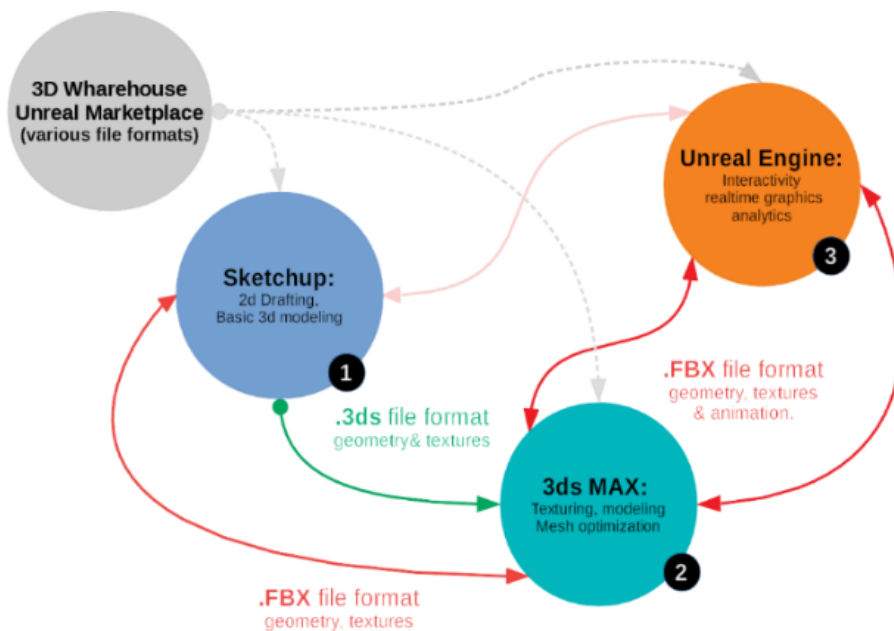 3D Wharehouse
Unreal Marketplace
(various file formats)
Unreal Engine:
Interactivity
realtime graphics
analytics
3
Sketchup:
2d Drafting.
Basic 3d modeling
1
.3ds file format
geometry& textures
.FBX file format
geometry, textures
& animation.
3ds MAX:
Texturing, modeling
Mesh optimization
2
.FBX file format
geometry, textures